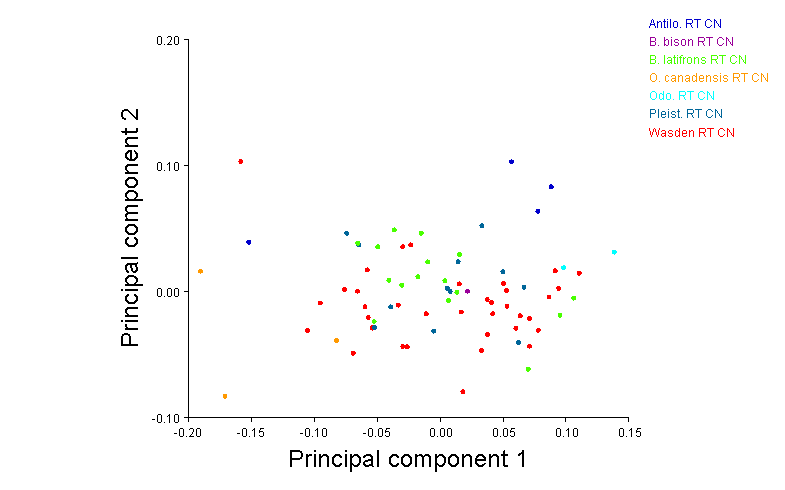 Antilo. RT CN
B. bison RT CN
B. latifrons RT CN
O. canadensis RT CN
Odo. RT CN
Pleist. RT CN
Wasden RT CN
0.20
0.10
0.00
-0.10
Principal component 2
-0.20 -0.15 -0.10 -0.05 0.00 0.05 0.10 0.15
Principal component 1